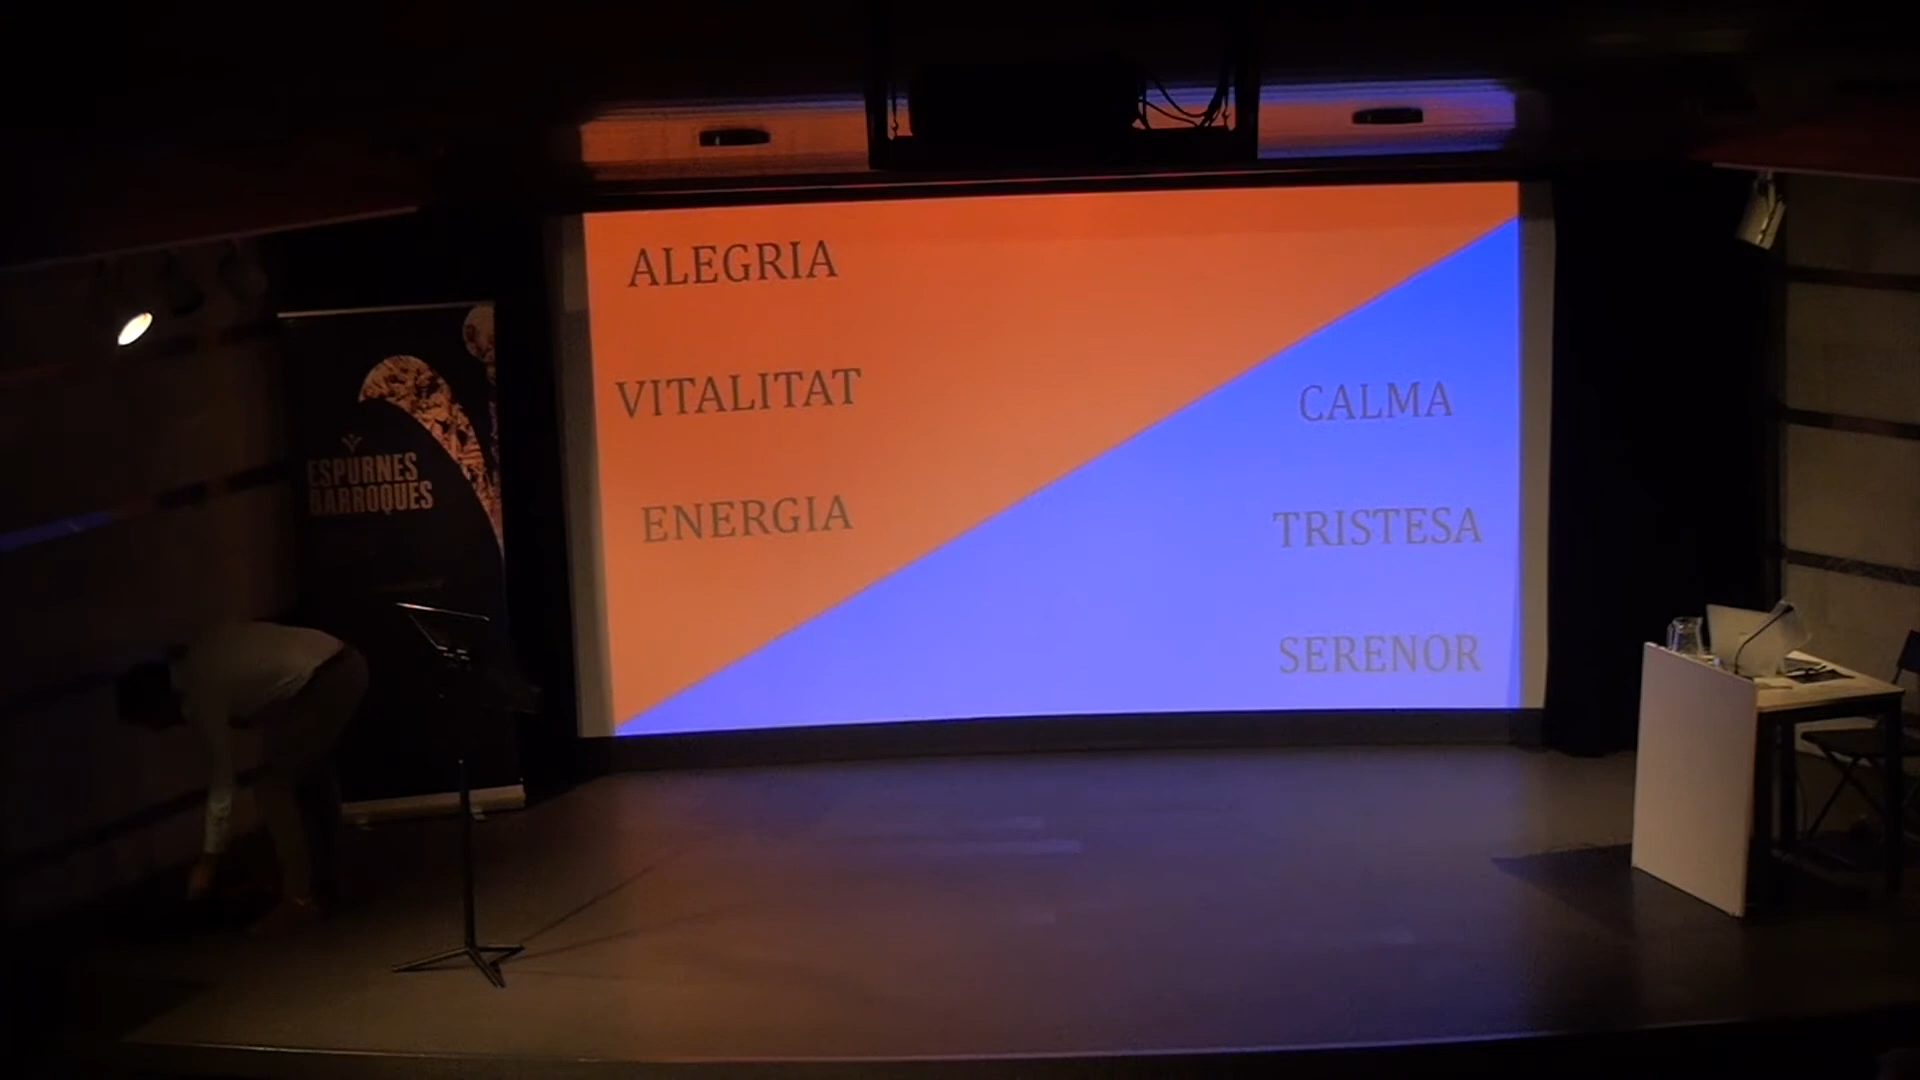 ALEGRIA
VITALITAT
ENERGIA
CALMA
TRISTESA
SERENOR
ESPURNES
BARROQUES